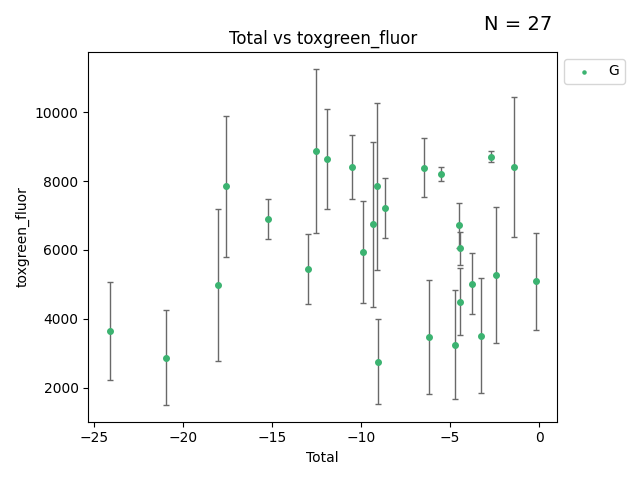 N = 27
Total vs toxgreen_fluor
G
10000
8000
6000
4000
2000
toxgreen_fluor
−25 −20 −15 −10 −5 0
Total